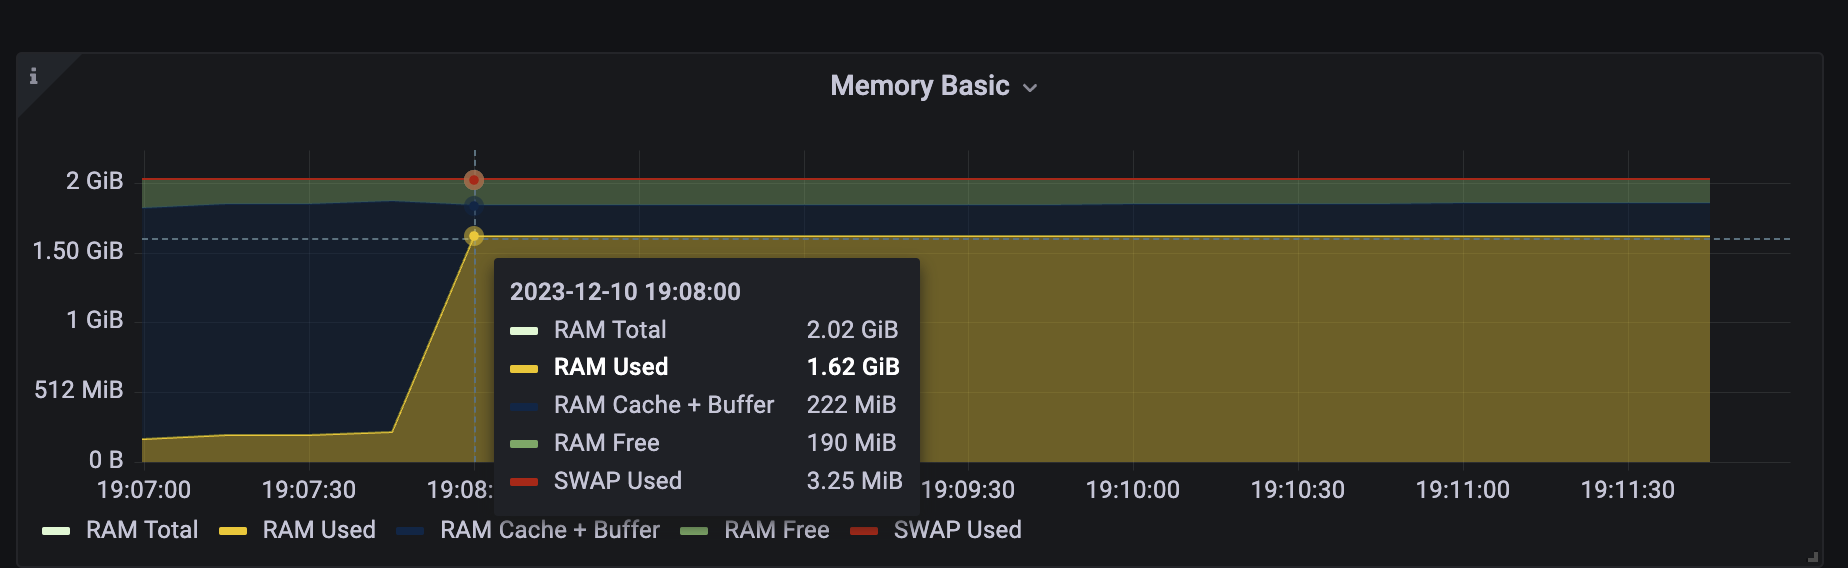 i
Memory Basic
2 GiB
1.50 GiB
1 GiB
512 MiB
0 B
2023-12-10 19:08:00
RAM Total 2.02 GiB
RAM Used 1.62 GiB
RAM Cache + Buffer 222 MiB
RAM Free 190 MiB
SWAP Used 3.25 MiB
19:07:00 19:07:30 19:08: 19:09:30 19:10:00 19:10:30 19:11:00 19:11:30
RAM Total RAM Used RAM Cache + Buffer RAM Free SWAP Used